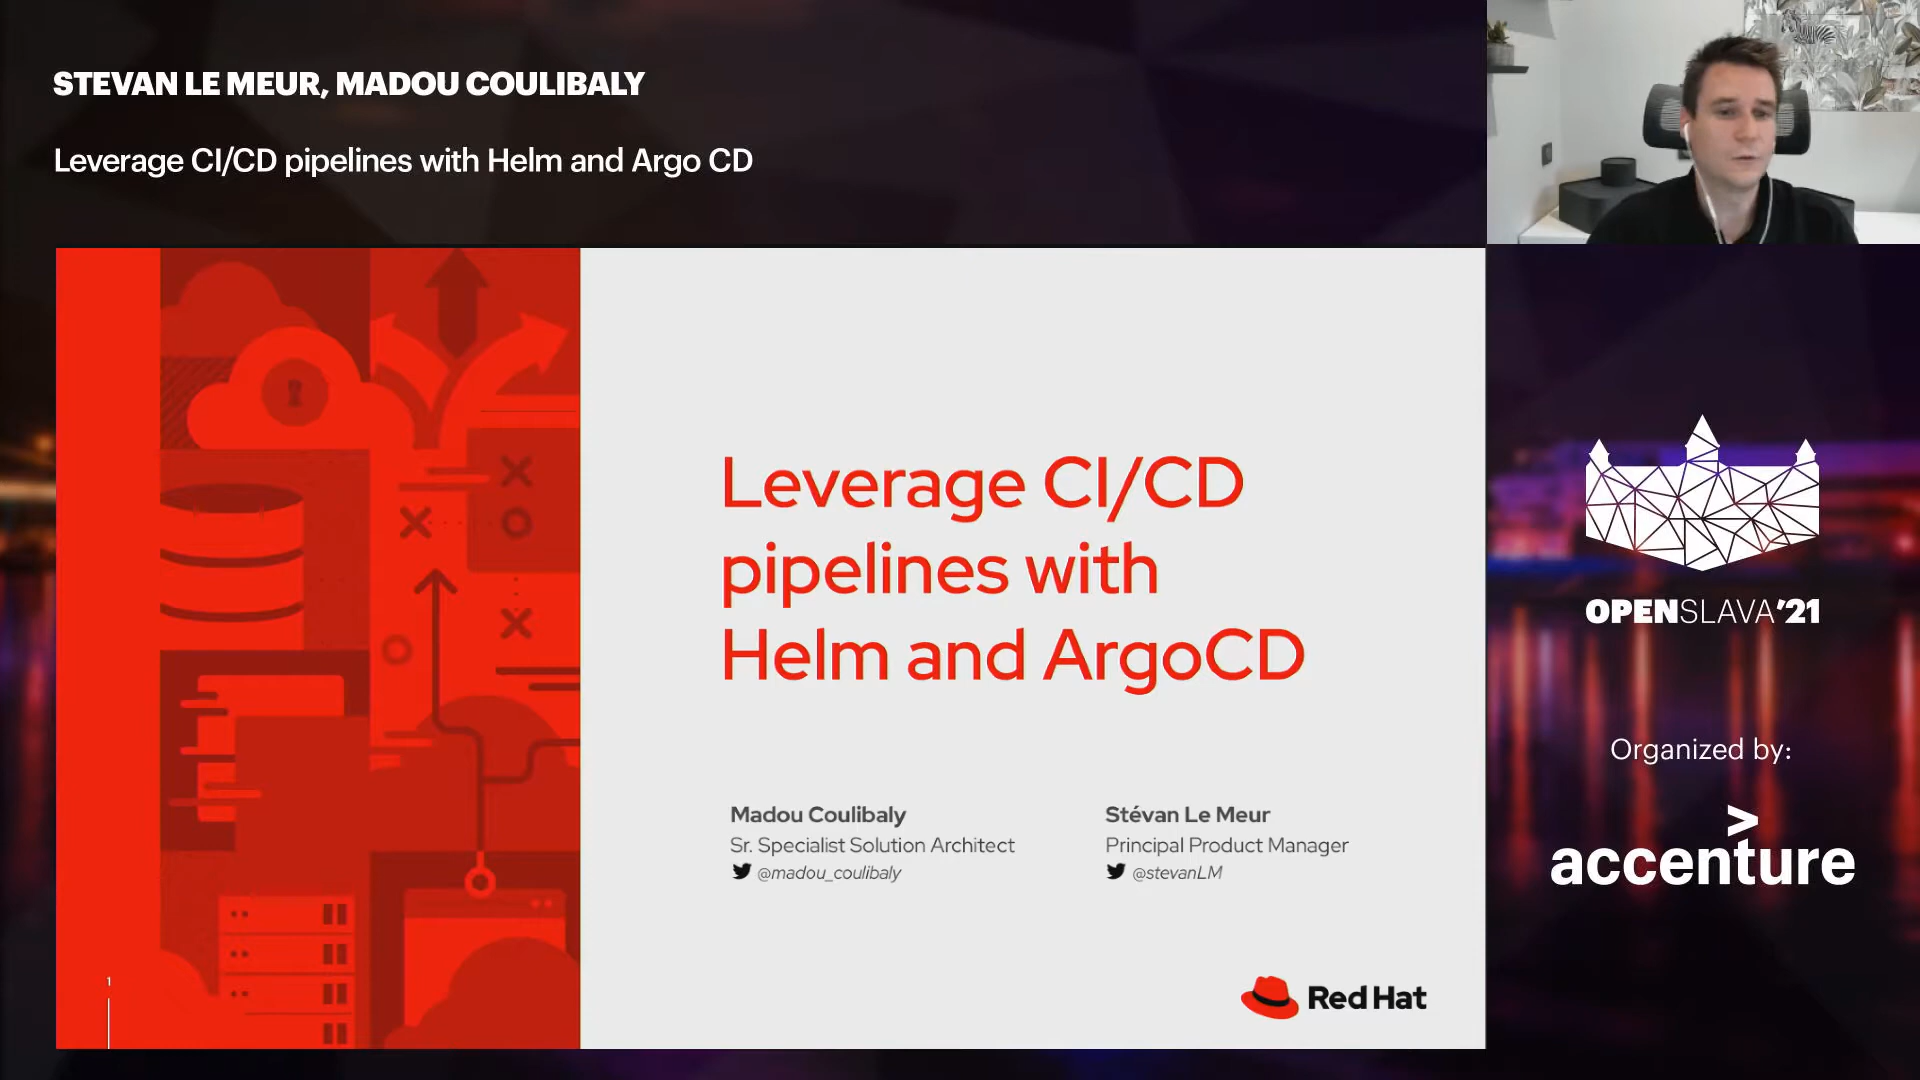 STEVAN LE MEUR, MADOU COULIBALY
Leverage CI/CD pipelines with Helm and Argo CD
Leverage CI/CD
pipelines with
Helm and ArgoCD
Madou Coulibaly
Sr. Specialist Solution Architect
@madou_coulibaly
Stévan Le Meur
Principal Product Manager
@stevanLM
1
Red Hat
OPENSLAVA'21
Organized by:
accenture